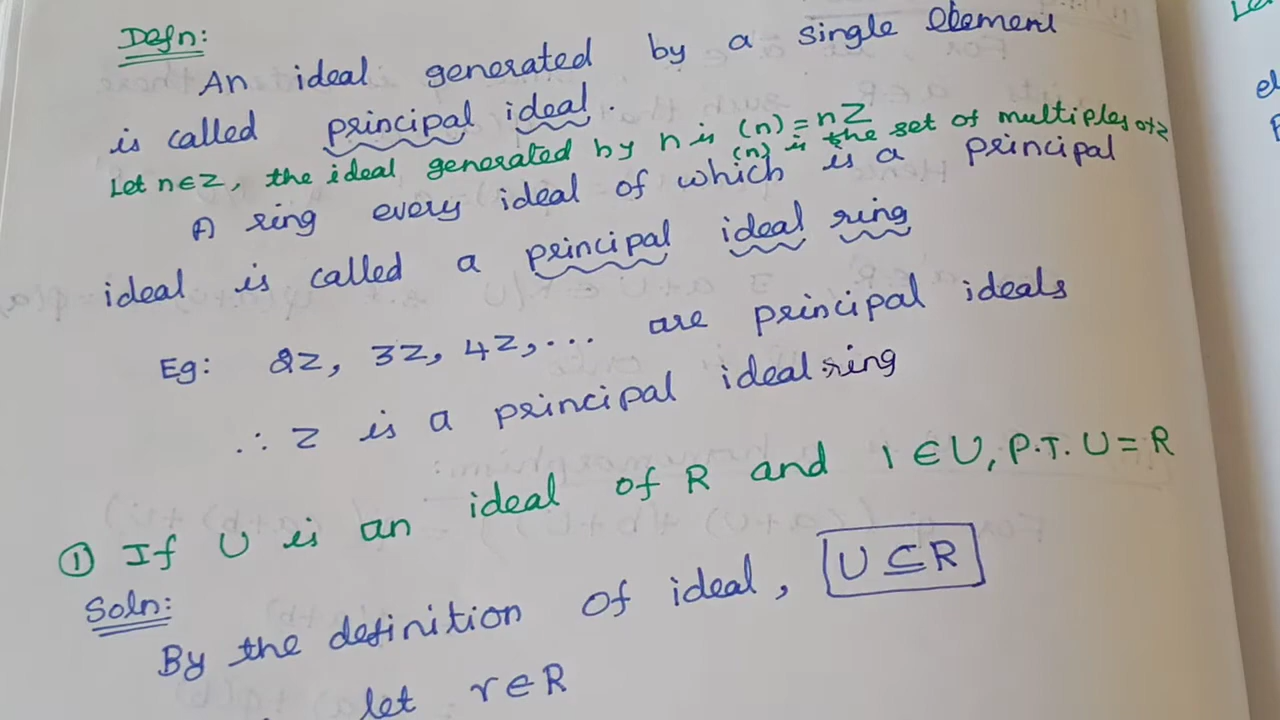 Defn:
An ideal generated by a single element
is called principal ideal.
Let n∈Z, the ideal generated by n is (n) = nZ
(n) is the set of multiples of z
A ring every ideal of which is a principal
ideal is called a principal ideal ring
Eg: 2Z, 3Z, 4Z, ... are principal ideals
∴ Z is a principal ideal ring
① If U is an ideal of R and 1 ∈ U, P.T. U = R
Soln:
By the definition of ideal, U ⊆ R
let r ∈ R